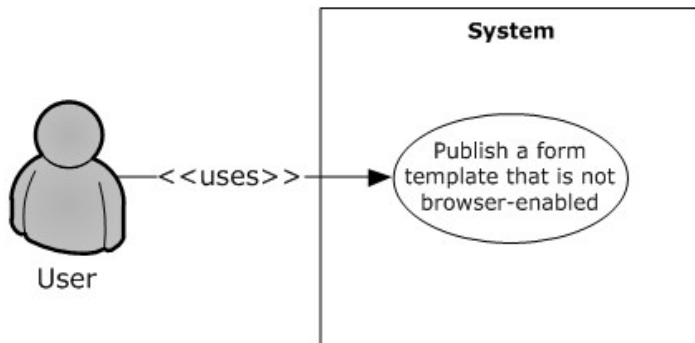 System
Publish a form
template that is not
browser-enabled
<<uses>>
User